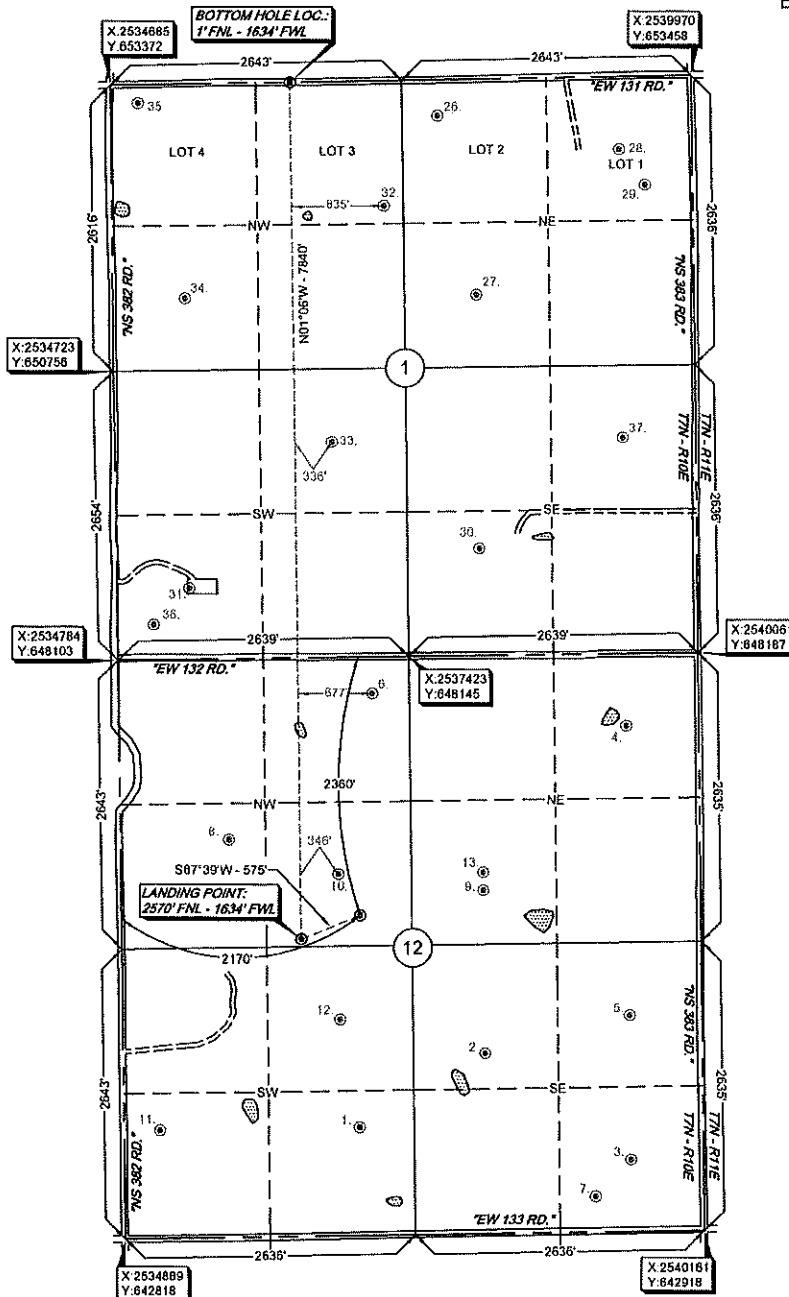 BOTTOM HOLE LOC.:
1' FNL - 1634' FWL
X:2534685
Y:653372
X:2539970
Y:653458
2643'
2643'
"EW 131 RD."
35.
26.
LOT 4
LOT 3
LOT 2
28.
LOT 1
29.
32.
835'
2616'
2636'
NW
NE
"NS 382 RD."
N01°06'W - 7840'
"NS 383 RD."
34.
27.
X:2534723
Y:650756
1
33.
37.
T7N - R10E
T7N - R11E
336'
SW
SE
2654'
2636'
30.
31.
36.
X:2534784
Y:648103
2639'
2639'
X:2540061
Y:648187
"EW 132 RD."
X:2537423
Y:648145
677'
6.
4.
2360'
2643'
2635'
NW
NE
8.
346'
10.
13.
9.
LANDING POINT:
2570' FNL - 1634' FWL
12
2170'
12.
5.
2.
"NS 383 RD."
2643'
2635'
SW
SE
11.
1.
3.
7.
"NS 382 RD."
T7N - R10E
T7N - R11E
"EW 133 RD."
2636'
2636'
X:2534889
Y:642818
X:2540161
Y:642918